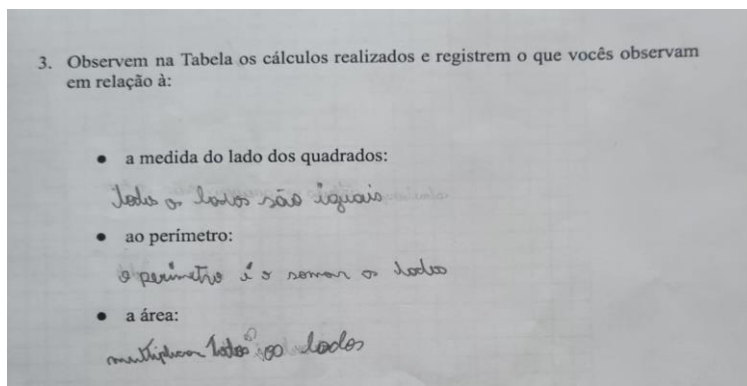 3. Observem na Tabela os cálculos realizados e registrem o que vocês observam
em relação à:
• a medida do lado dos quadrados:
Todos os lados são iguais
• ao perímetro:
o perímetro é o somar os lados
• a área:
multiplicar todos os lados